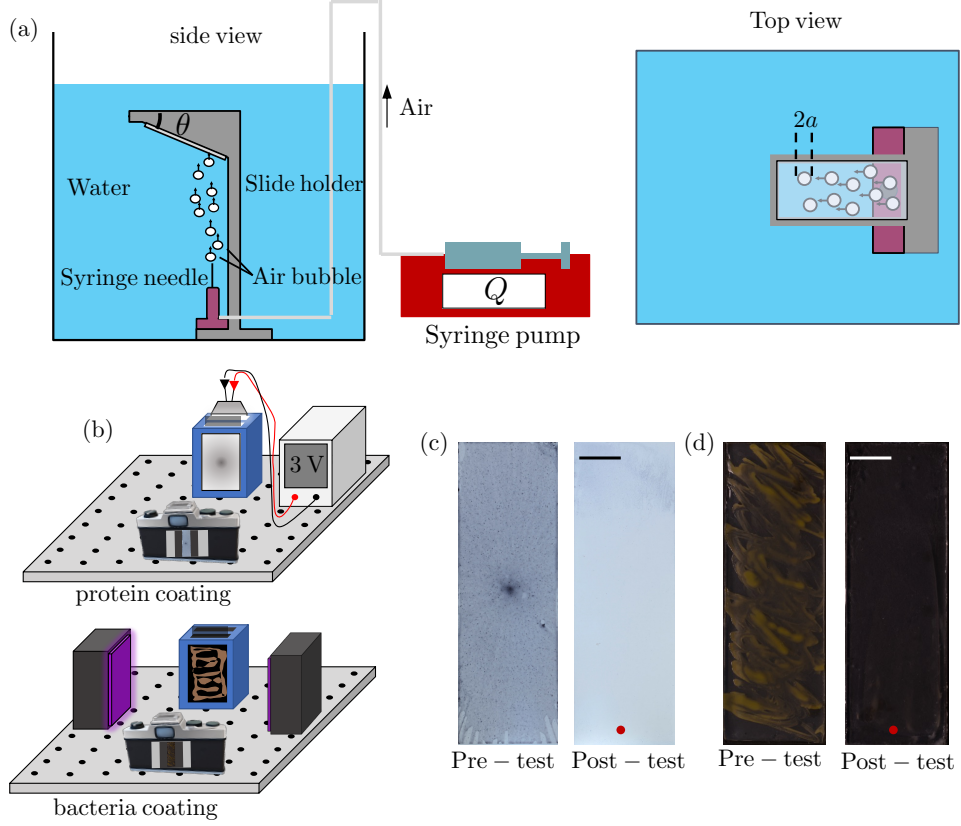 (a)
side view
Top view
θ
Air
2a
Water
Slide holder
Syringe needle
Air bubble
Q
Syringe pump
(b)
3 V
protein coating
bacteria coating
(c)
(d)
Pre – test
Post – test
Pre – test
Post – test